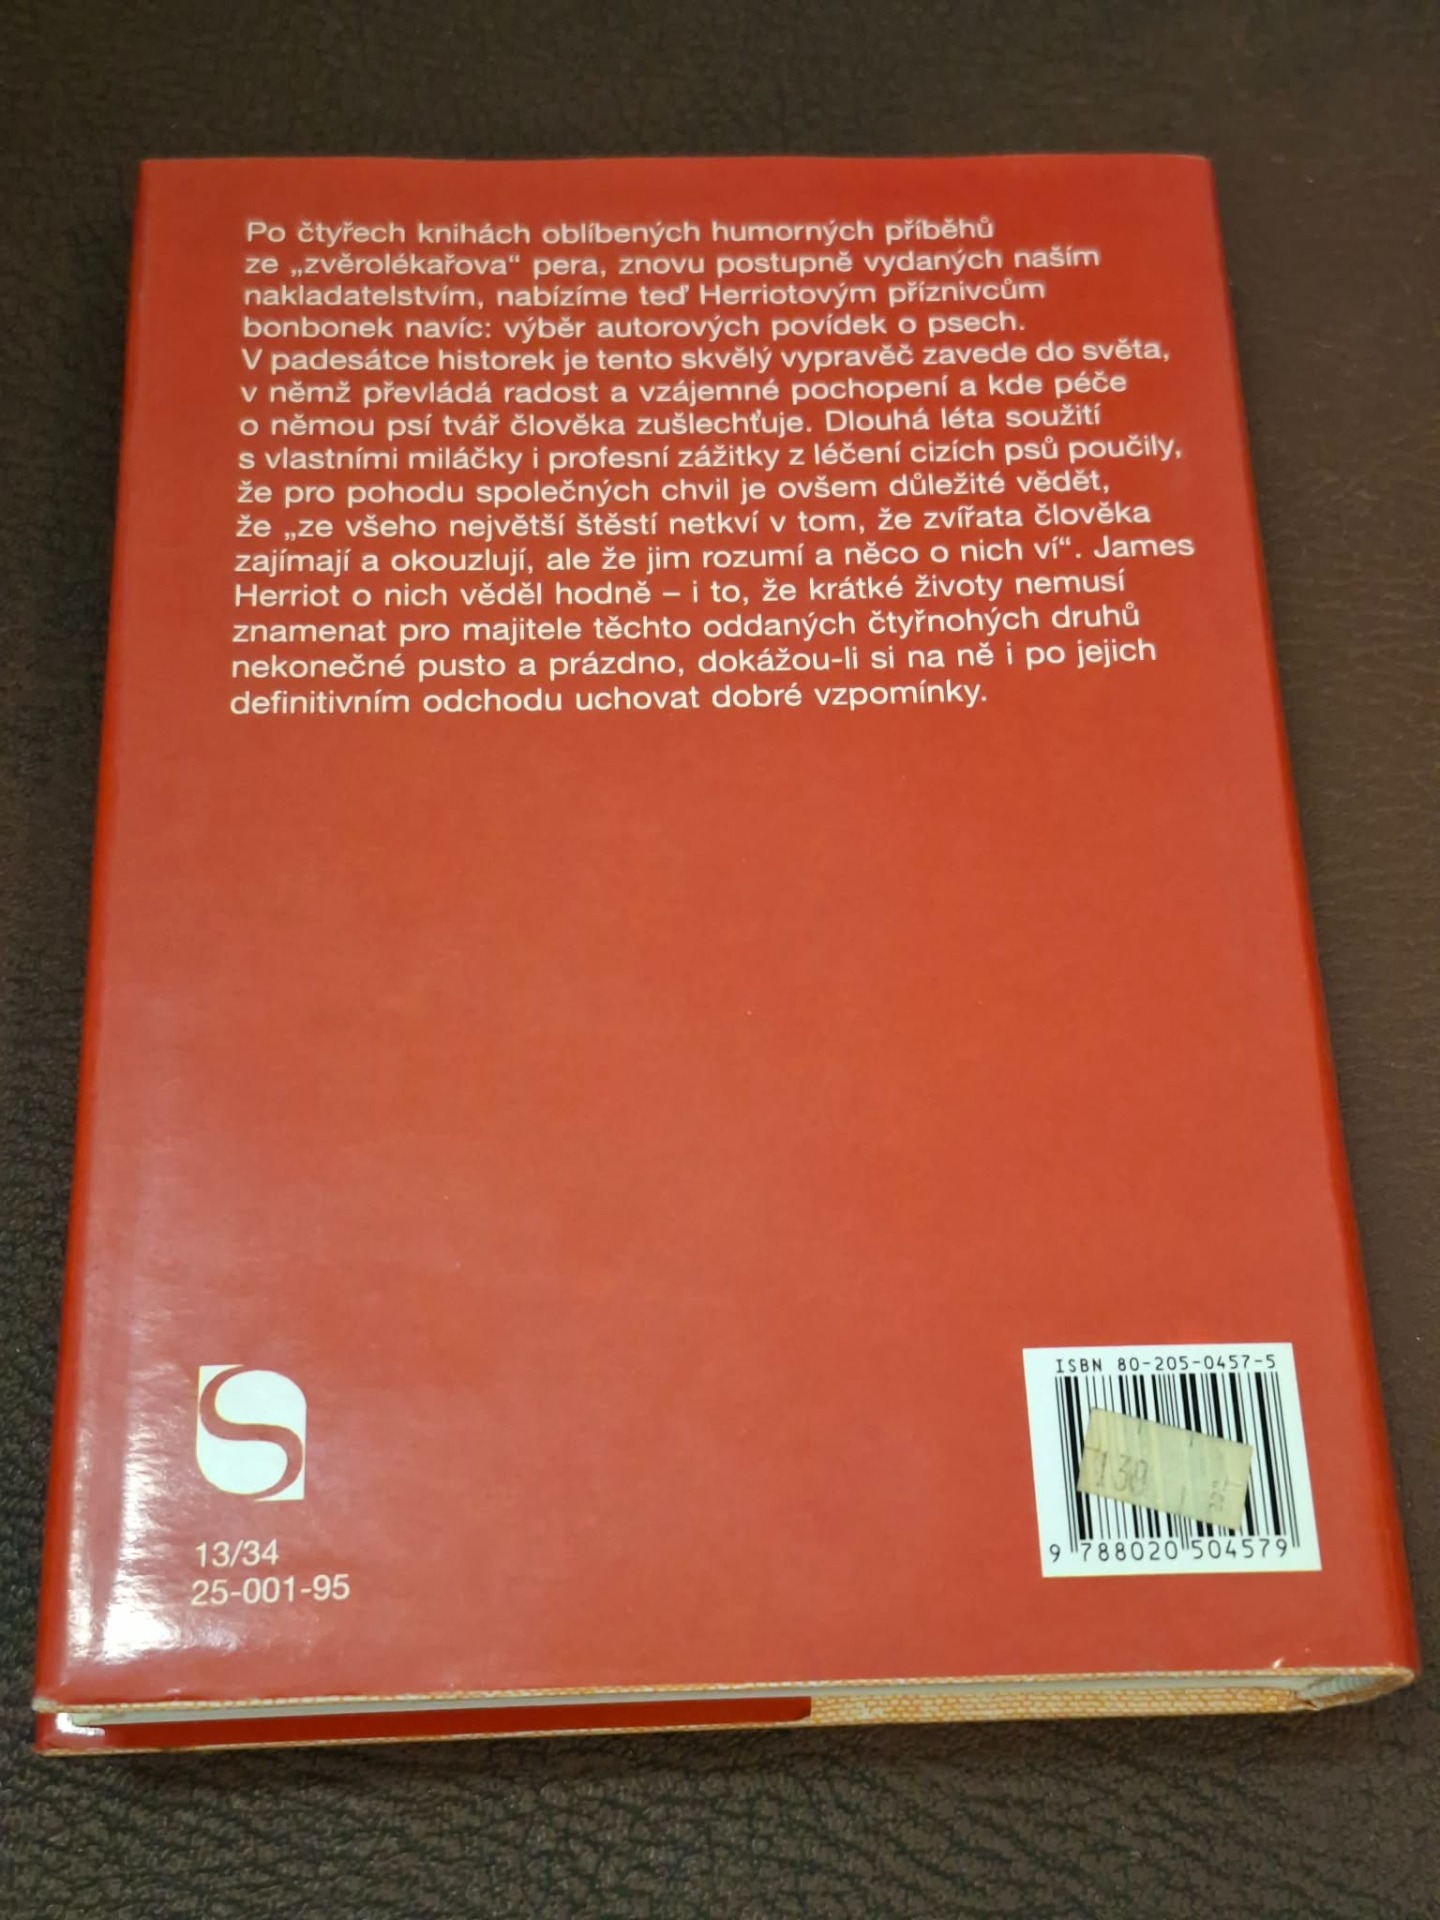 Po čtyřech knihách oblíbených humorných příběhů
ze „zvěrolékařova“ pera, znovu postupně vydaných naším
nakladatelstvím, nabízíme teď Herriotovým příznivcům
bonbonek navíc: výběr autorových povídek o psech.
V padesátce historek je tento skvělý vypravěč zavede do světa,
v němž převládá radost a vzájemné pochopení a kde péče
o němou psí tvář člověka zušlechťuje. Dlouhá léta soužití
s vlastními miláčky i profesní zážitky z léčení cizích psů poučily,
že pro pohodu společných chvil je ovšem důležité vědět,
že „ze všeho největší štěstí netkví v tom, že zvířata člověka
zajímají a okouzlují, ale že jim rozumí a něco o nich ví“. James
Herriot o nich věděl hodně – i to, že krátké životy nemusí
znamenat pro majitele těchto oddaných čtyřnohých druhů
nekonečné pusto a prázdno, dokážou-li si na ně i po jejich
definitivním odchodu uchovat dobré vzpomínky.
S
13/34
25-001-95
ISBN 80-205-0457-5
9 788020 504579